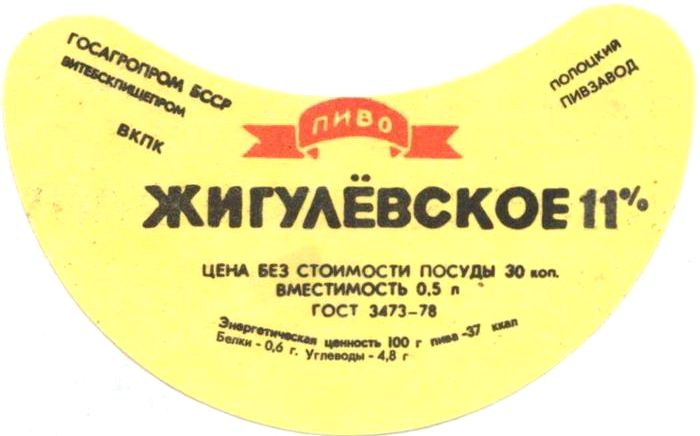 ГОСАГРОПРОМ БССР
ВИТЕБСКПИЩЕПРОМ
ВКПК
ПОЛОЦКИЙ
ПИВЗАВОД
ПИВО
ЖИГУЛЁВСКОЕ 11%
ЦЕНА БЕЗ СТОИМОСТИ ПОСУДЫ 30 коп.
ВМЕСТИМОСТЬ 0.5 л
ГОСТ 3473-78
Энергетическая ценность 100 г пива -37 ккал
Белки - 0,6 г. Углеводы - 4,8 г